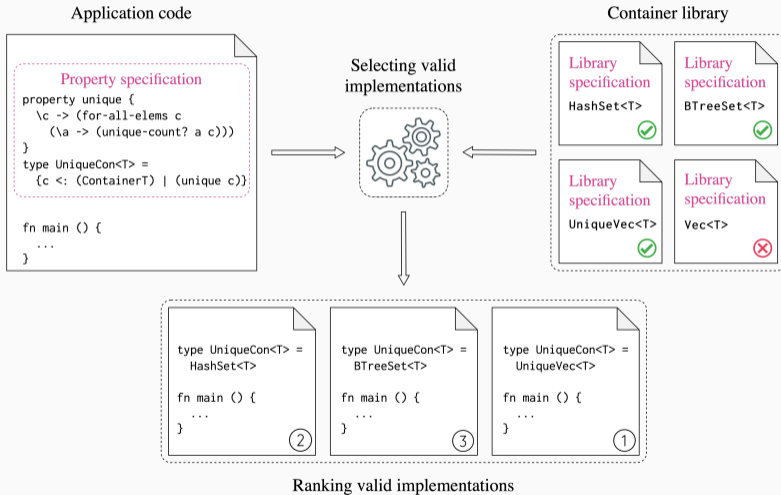 Application code
Property specification
property unique {
\c -> (for-all-elems c
(\a -> (unique-count? a c)))
}
type UniqueCon<T> =
{c <: (ContainerT) | (unique c)}
fn main () {
...
}
Selecting valid
implementations
Container library
Library
specification
HashSet<T>
Library
specification
BTreeSet<T>
Library
specification
UniqueVec<T>
Library
specification
Vec<T>
type UniqueCon<T> =
HashSet<T>
fn main () {
...
}
2
type UniqueCon<T> =
BTreeSet<T>
fn main () {
...
}
3
type UniqueCon<T> =
UniqueVec<T>
fn main () {
...
}
1
Ranking valid implementations